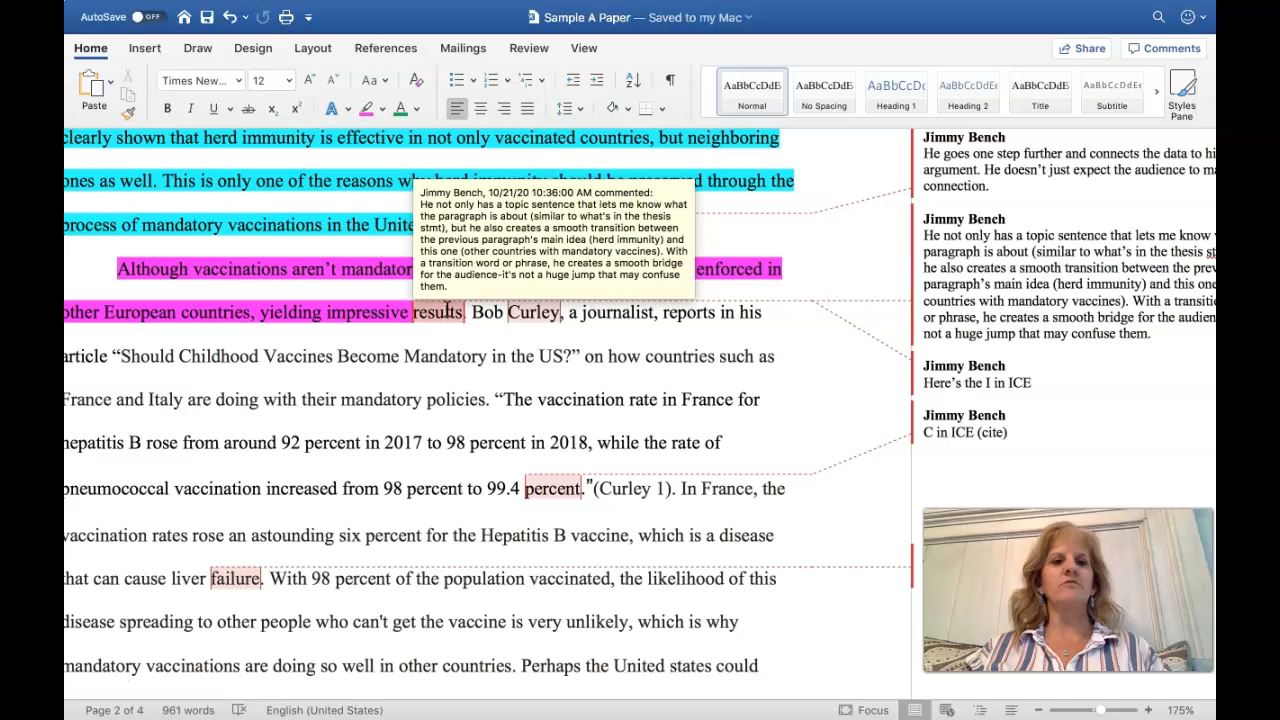 AutoSave OFF
Sample A Paper — Saved to my Mac
Home Insert Draw Design Layout References Mailings Review View
Share Comments
Paste
Times New... 12 Aa
B I U ab x x A A
AaBbCcDdE Normal
AaBbCcDdE No Spacing
AaBbCcDc Heading 1
AaBbCcDdE Heading 2
AaBbCcDdE Title
AaBbCcDdE Subtitle
Styles Pane
clearly shown that herd immunity is effective in not only vaccinated countries, but neighboring
ones as well. This is only one of the reasons why herd immunity should be preserved through the
process of mandatory vaccinations in the Unit
Although vaccinations aren’t mandator
enforced in
other European countries, yielding impressive results. Bob Curley, a journalist, reports in his
article “Should Childhood Vaccines Become Mandatory in the US?” on how countries such as
France and Italy are doing with their mandatory policies. “The vaccination rate in France for
hepatitis B rose from around 92 percent in 2017 to 98 percent in 2018, while the rate of
pneumococcal vaccination increased from 98 percent to 99.4 percent.”(Curley 1). In France, the
vaccination rates rose an astounding six percent for the Hepatitis B vaccine, which is a disease
that can cause liver failure. With 98 percent of the population vaccinated, the likelihood of this
disease spreading to other people who can't get the vaccine is very unlikely, which is why
mandatory vaccinations are doing so well in other countries. Perhaps the United states could
Jimmy Bench, 10/21/20 10:36:00 AM commented:
He not only has a topic sentence that lets me know what
the paragraph is about (similar to what's in the thesis
stmt), but he also creates a smooth transition between
the previous paragraph's main idea (herd immunity) and
this one (other countries with mandatory vaccines). With
a transition word or phrase, he creates a smooth bridge
for the audience-it's not a huge jump that may confuse
them.
Jimmy Bench
He goes one step further and connects the data to hi
argument. He doesn’t just expect the audience to ma
connection.
Jimmy Bench
He not only has a topic sentence that lets me know
paragraph is about (similar to what’s in the thesis st
he also creates a smooth transition between the prev
paragraph’s main idea (herd immunity) and this one
countries with mandatory vaccines). With a transitio
or phrase, he creates a smooth bridge for the audien
not a huge jump that may confuse them.
Jimmy Bench
Here’s the I in ICE
Jimmy Bench
C in ICE (cite)
Page 2 of 4 961 words English (United States) Focus 175%